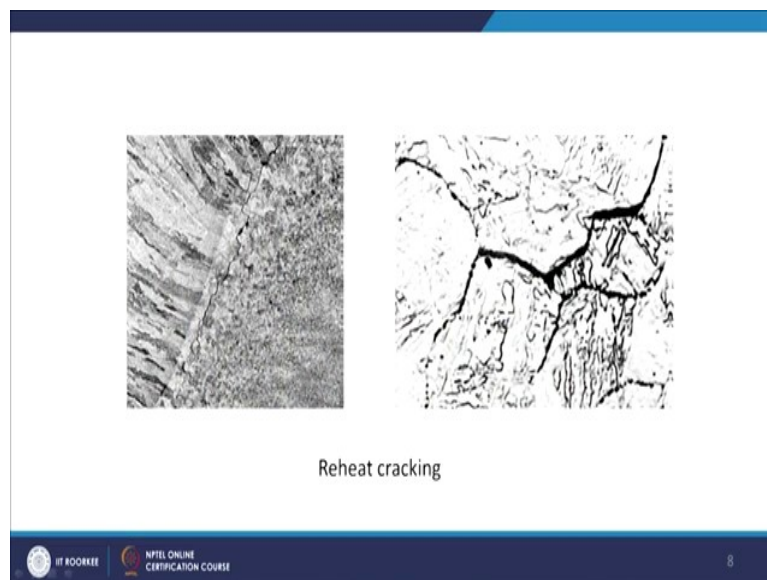 Reheat cracking
IIT ROORKEE
NPTEL ONLINE
CERTIFICATION COURSE
8